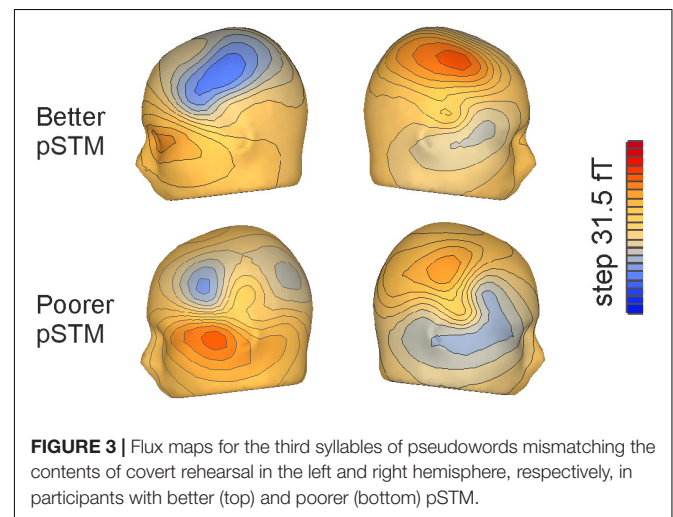 Better
pSTM
step 31.5 fT
Poorer
pSTM
FIGURE 3 | Flux maps for the third syllables of pseudowords mismatching the
contents of covert rehearsal in the left and right hemisphere, respectively, in
participants with better (top) and poorer (bottom) pSTM.